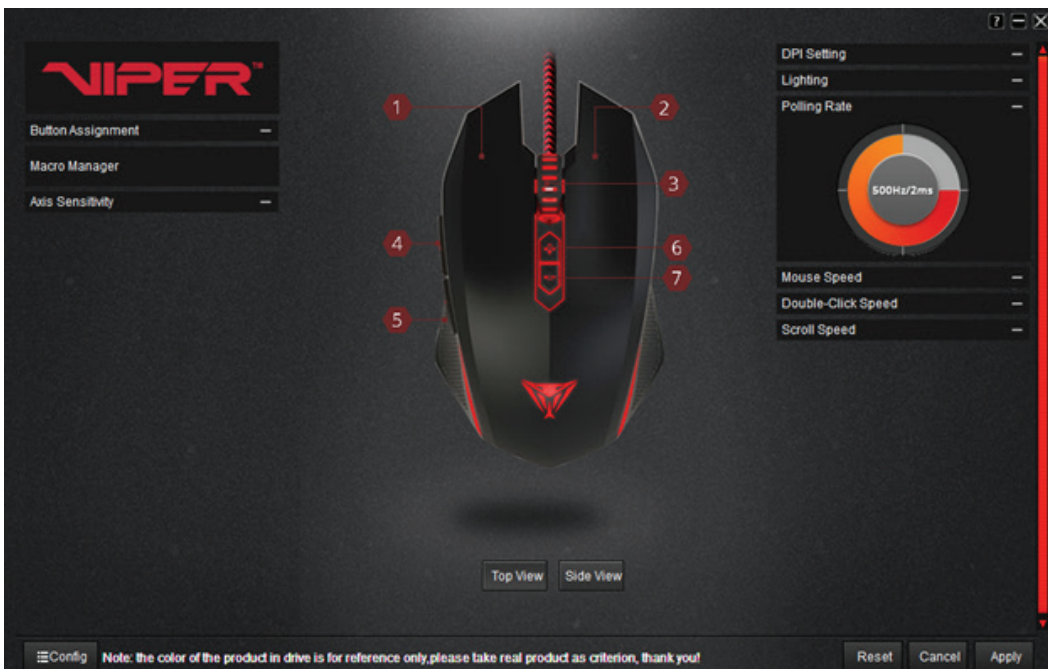 VIPER™
Button Assignment
Macro Manager
Axis Sensitivity
1
2
3
4
5
6
7
DPI Setting
Lighting
Polling Rate
500Hz/2ms
Mouse Speed
Double-Click Speed
Scroll Speed
Top View
Side View
Config
Note: the color of the product in drive is for reference only,please take real product as criterion, thank you!
Reset
Cancel
Apply
?